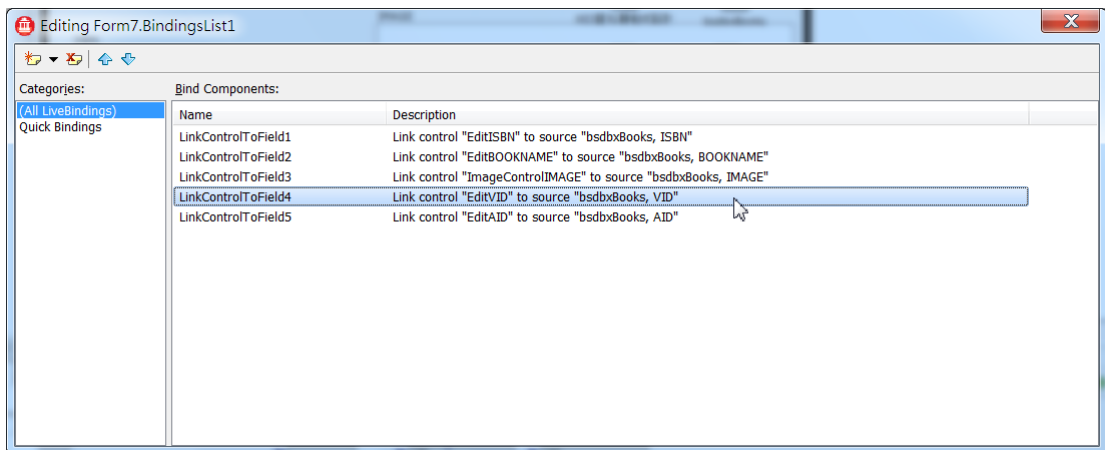 Editing Form7.BindingsList1
Categories:
Bind Components:
(All LiveBindings)
Quick Bindings
Name Description
LinkControlToField1 Link control "EditISBN" to source "bsdbxBooks, ISBN"
LinkControlToField2 Link control "EditBOOKNAME" to source "bsdbxBooks, BOOKNAME"
LinkControlToField3 Link control "ImageControlIMAGE" to source "bsdbxBooks, IMAGE"
LinkControlToField4 Link control "EditVID" to source "bsdbxBooks, VID"
LinkControlToField5 Link control "EditAID" to source "bsdbxBooks, AID"